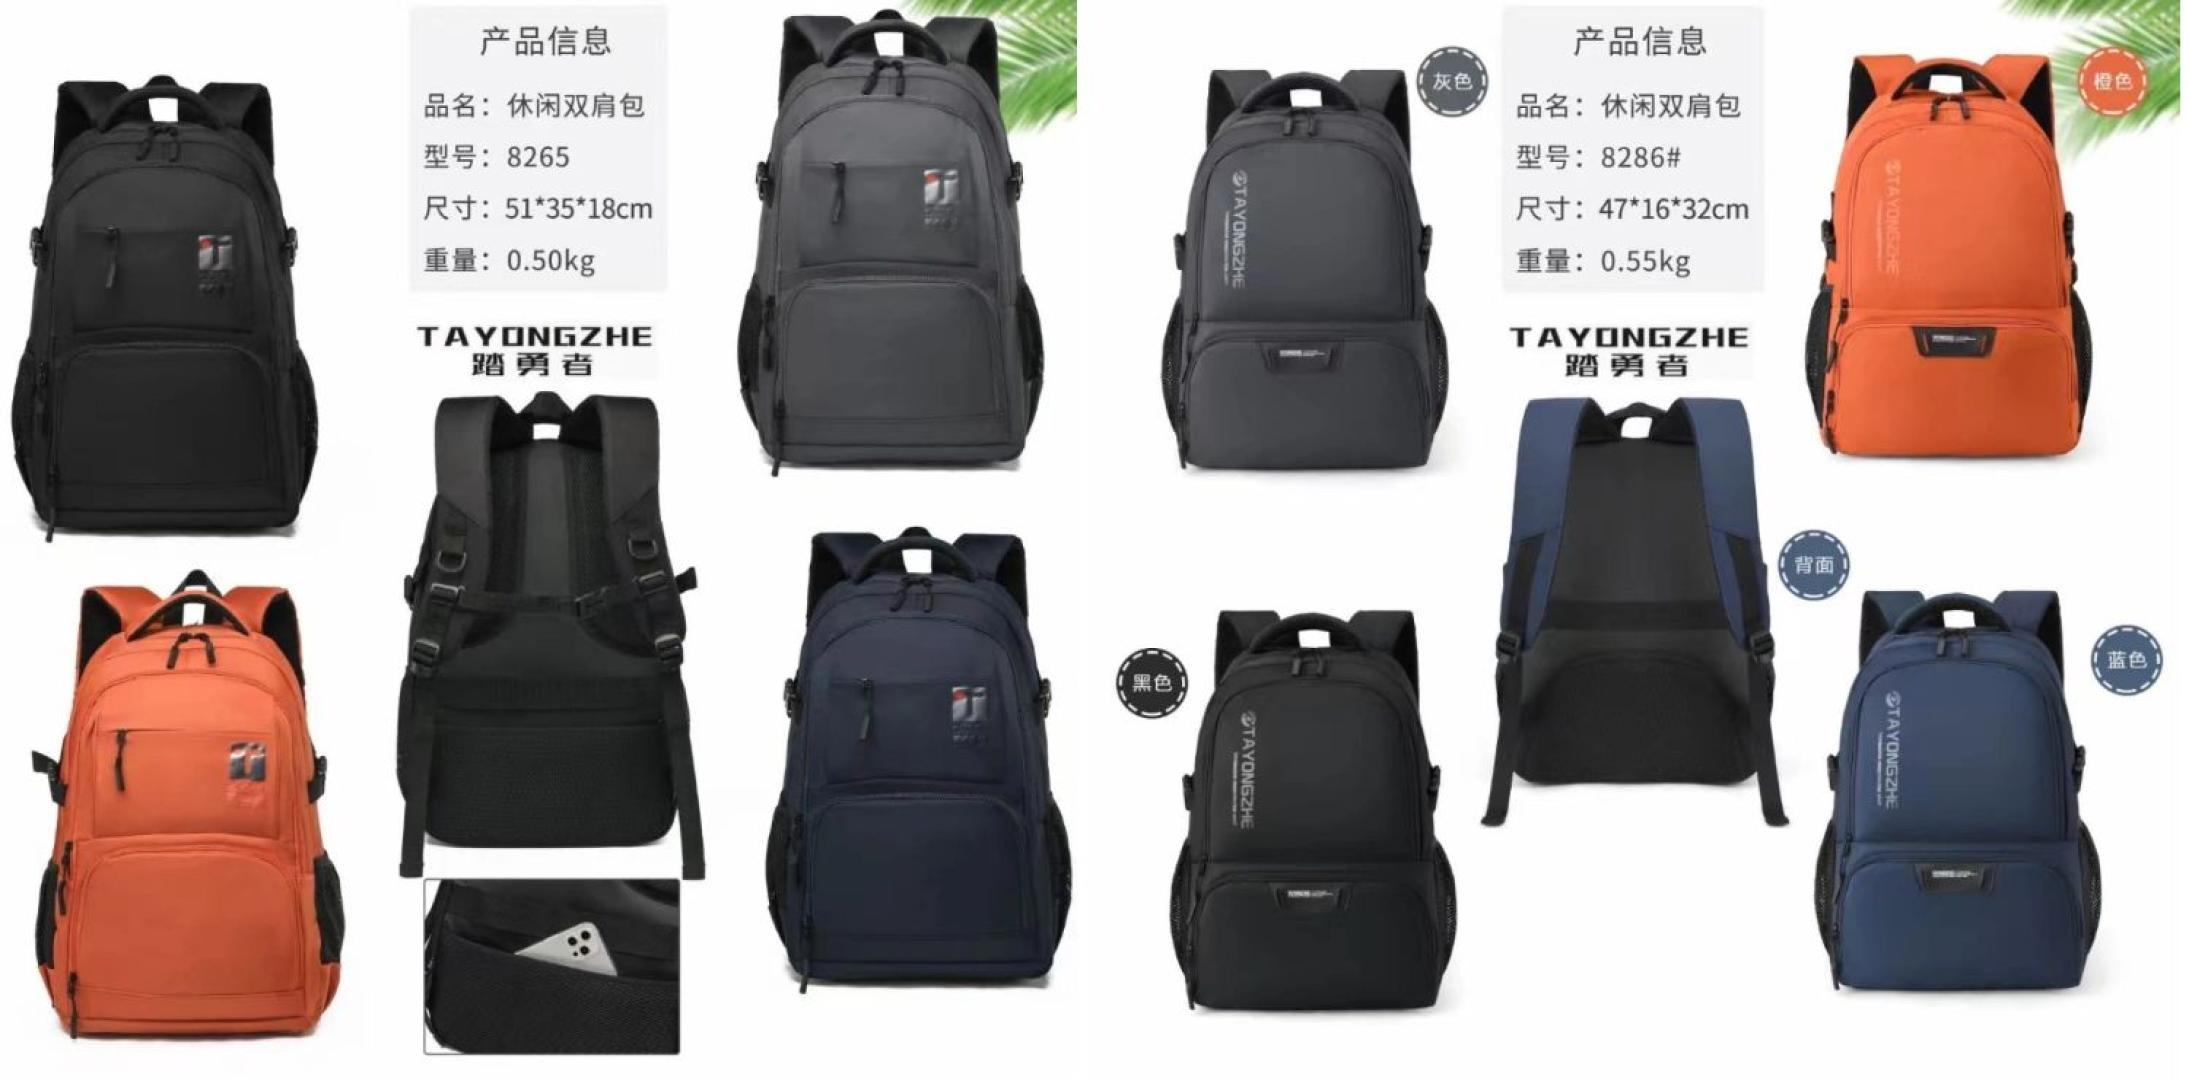 产品信息
品名：休闲双肩包
型号：8265
尺寸：51*35*18cm
重量：0.50kg
TAYONGZHE
踏勇者
产品信息
品名：休闲双肩包
型号：8286#
尺寸：47*16*32cm
重量：0.55kg
TAYONGZHE
踏勇者
灰色
橙色
背面
黑色
蓝色
TAYONGZHE
TAYONGZHE
TAYONGZHE
TAYONGZHE